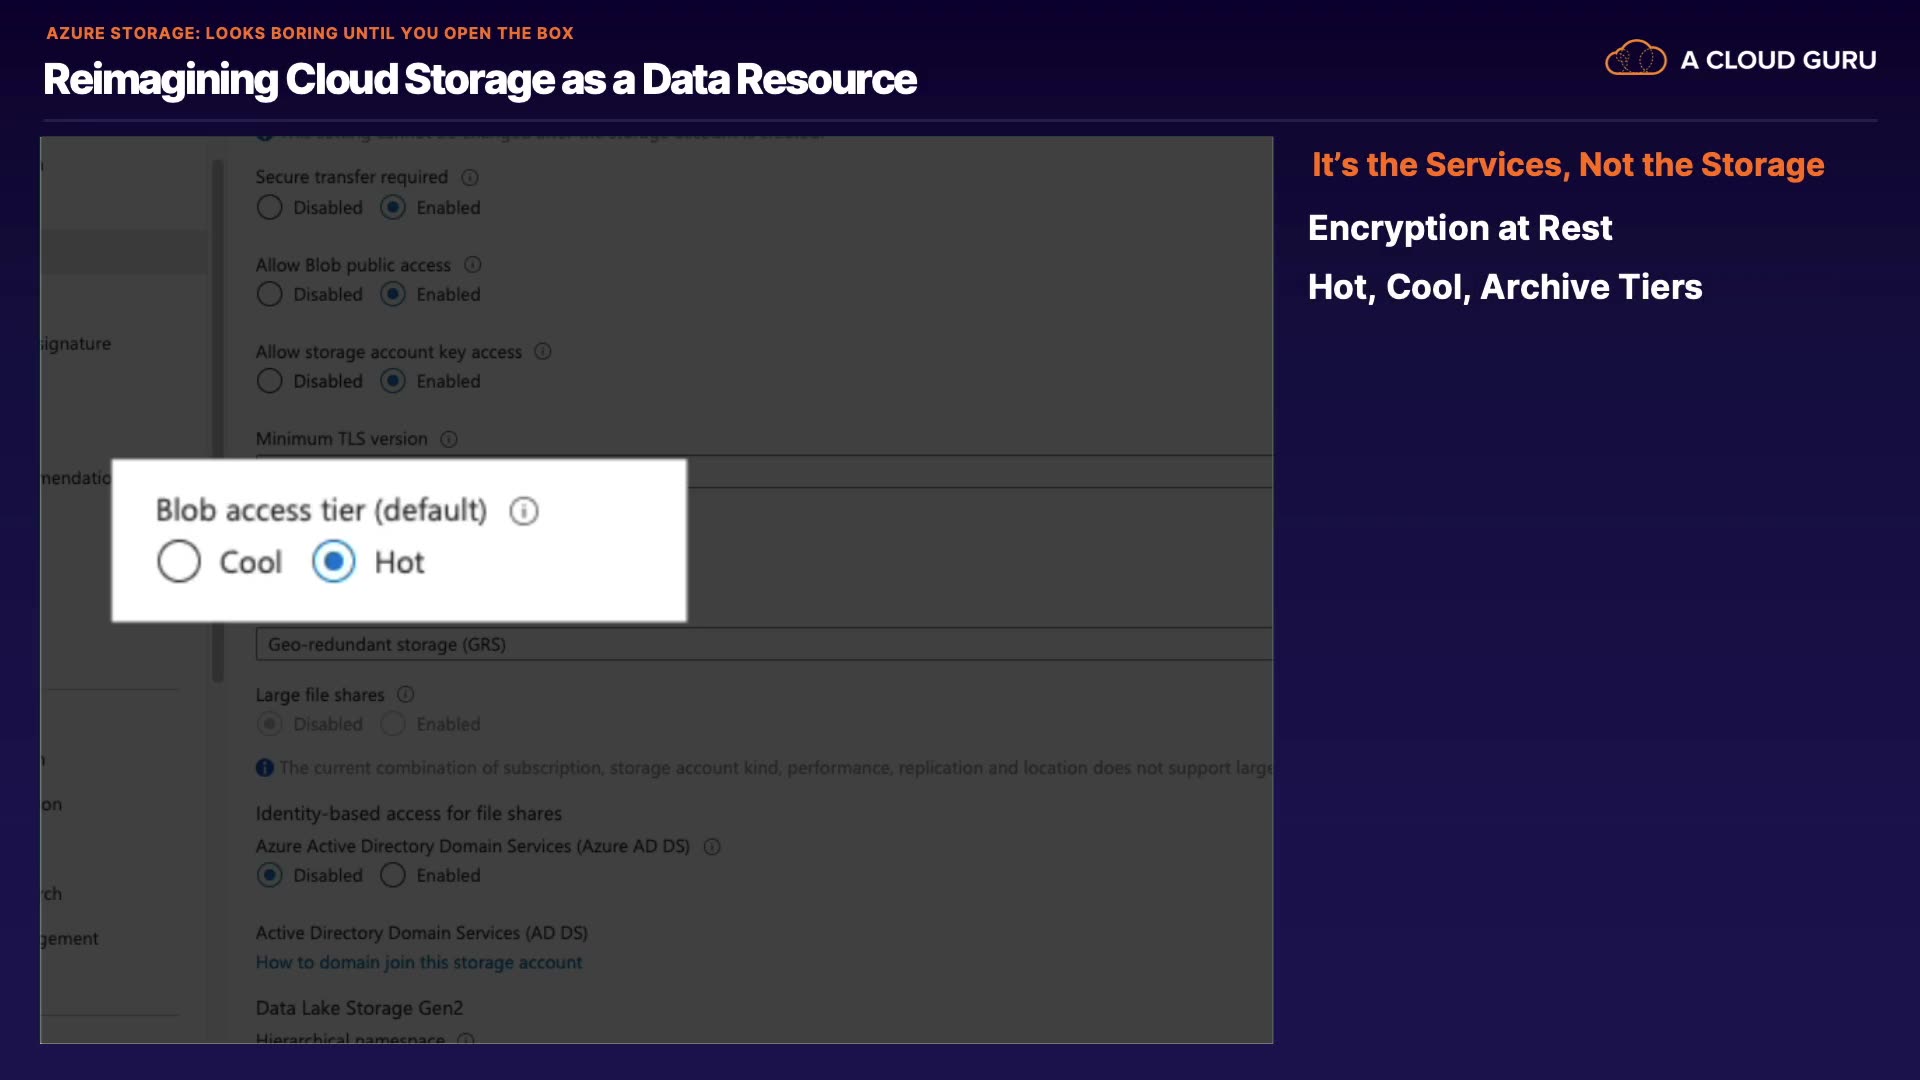 AZURE STORAGE: LOOKS BORING UNTIL YOU OPEN THE BOX
Reimagining Cloud Storage as a Data Resource
A CLOUD GURU
Secure transfer required
Disabled Enabled
Allow Blob public access
Disabled Enabled
ignature
Allow storage account key access
Disabled Enabled
Minimum TLS version
Blob access tier (default)
Cool Hot
Geo-redundant storage (GRS)
Large file shares
Disabled Enabled
The current combination of subscription, storage account kind, performance, replication and location does not support large
on
Identity-based access for file shares
Azure Active Directory Domain Services (Azure AD DS)
Disabled Enabled
rch
gement
Active Directory Domain Services (AD DS)
How to domain join this storage account
Data Lake Storage Gen2
Hierarchical namespace
It’s the Services, Not the Storage
Encryption at Rest
Hot, Cool, Archive Tiers